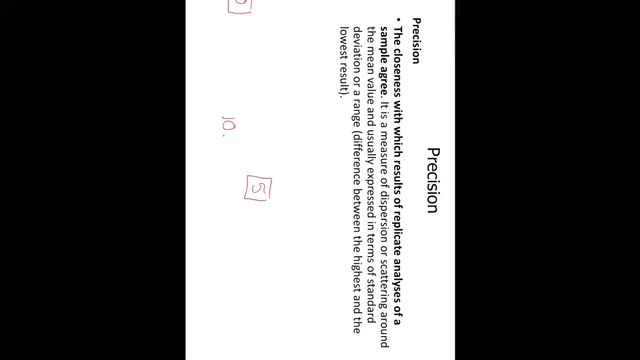 Precision
Precision
• The closeness with which results of replicate analyses of a
sample agree. It is a measure of dispersion or scattering around
the mean value and usually expressed in terms of standard
deviation or a range (difference between the highest and the
lowest result).
5
10.